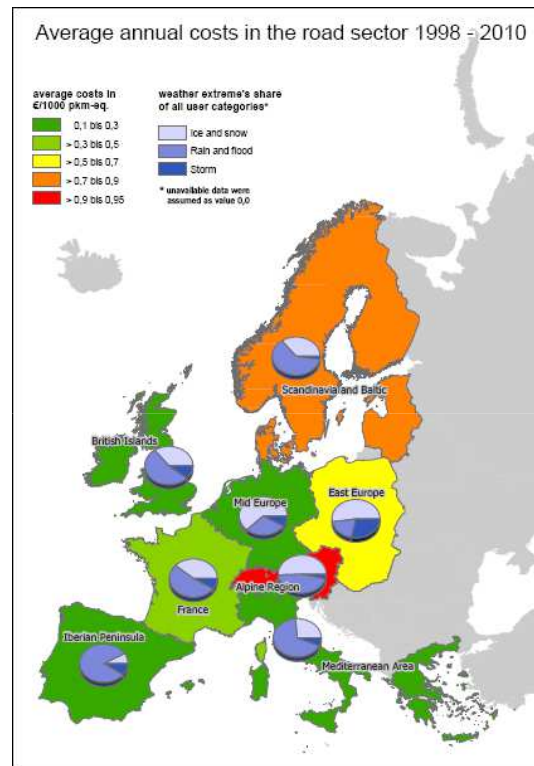 Average annual costs in the road sector 1998 - 2010
average costs in
€/1000 pkm-eq.
0,1 bis 0,3
> 0,3 bis 0,5
> 0,5 bis 0,7
> 0,7 bis 0,9
> 0,9 bis 0,95
weather extreme's share
of all user categories*
Ice and snow
Rain and flood
Storm
* unavailable data were
assumed as value 0,0
Scandinavia and Baltic
British Islands
Mid Europe
East Europe
Alpine Region
France
Iberian Peninsula
Mediterranean Area